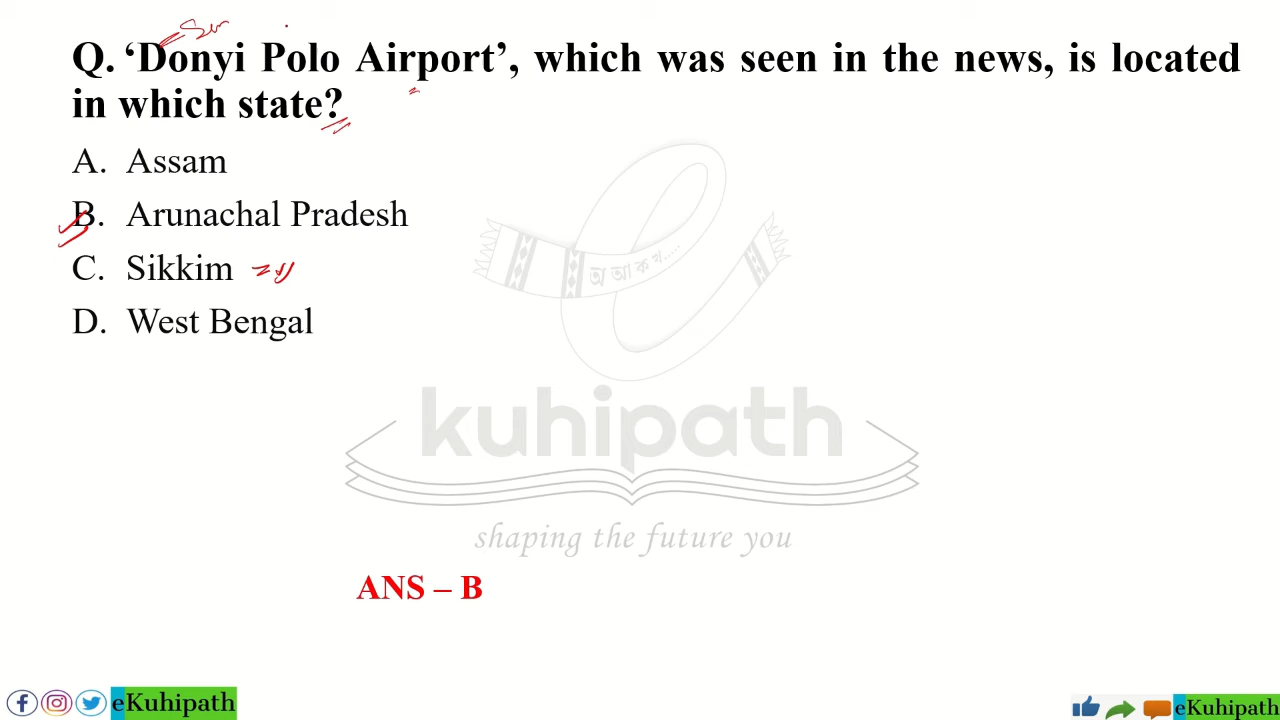 Sun
Q. ‘Donyi Polo Airport’, which was seen in the news, is located
in which state?
A. Assam
B. Arunachal Pradesh
C. Sikkim
D. West Bengal
অ আ ক খ.....
kuhipath
shaping the future you
ANS – B
eKuhipath
eKuhipath